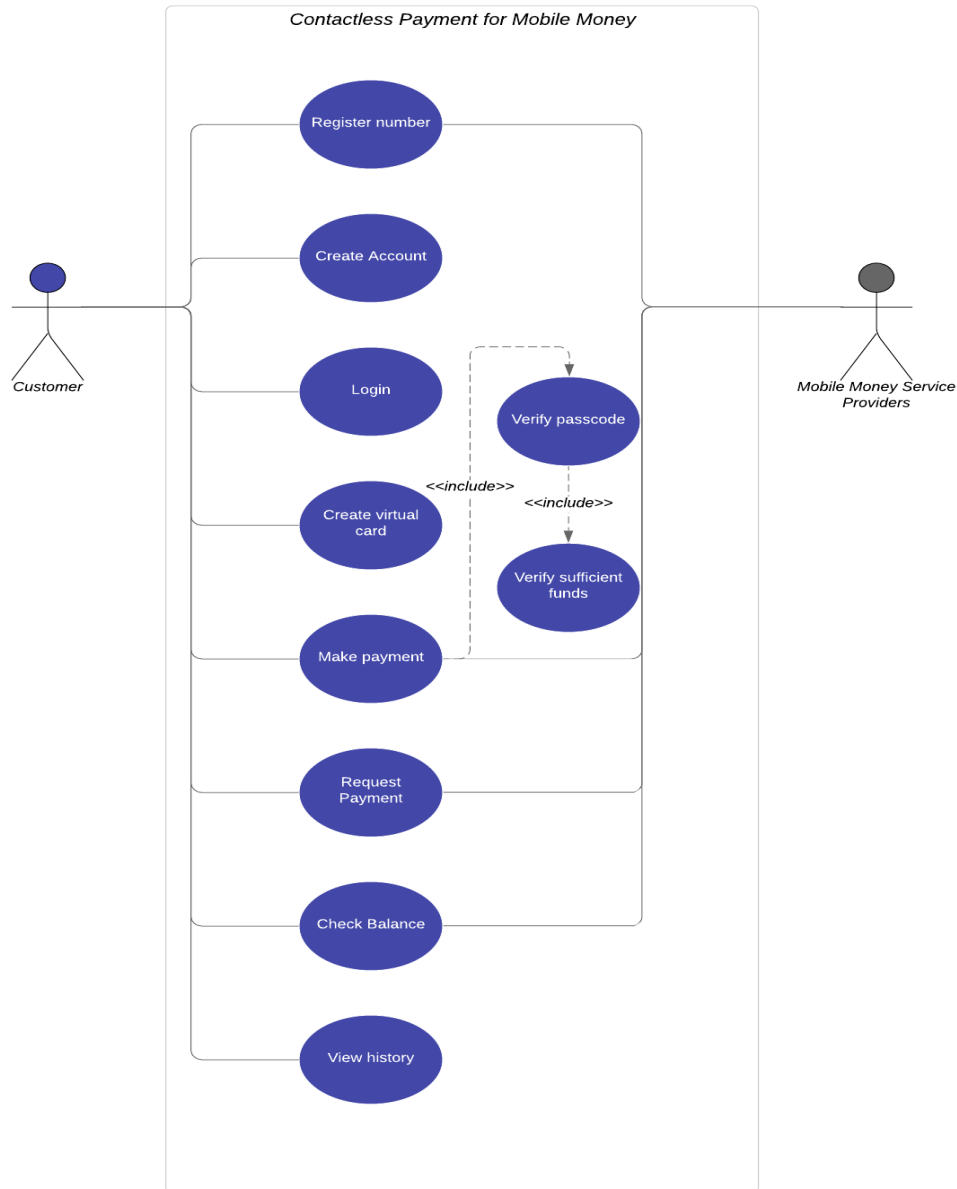 Contactless Payment for Mobile Money
Register number
Create Account
Customer
Login
Mobile Money Service
Providers
Verify passcode
<<include>>
<<include>>
Create virtual
card
Verify sufficient
funds
Make payment
Request
Payment
Check Balance
View history